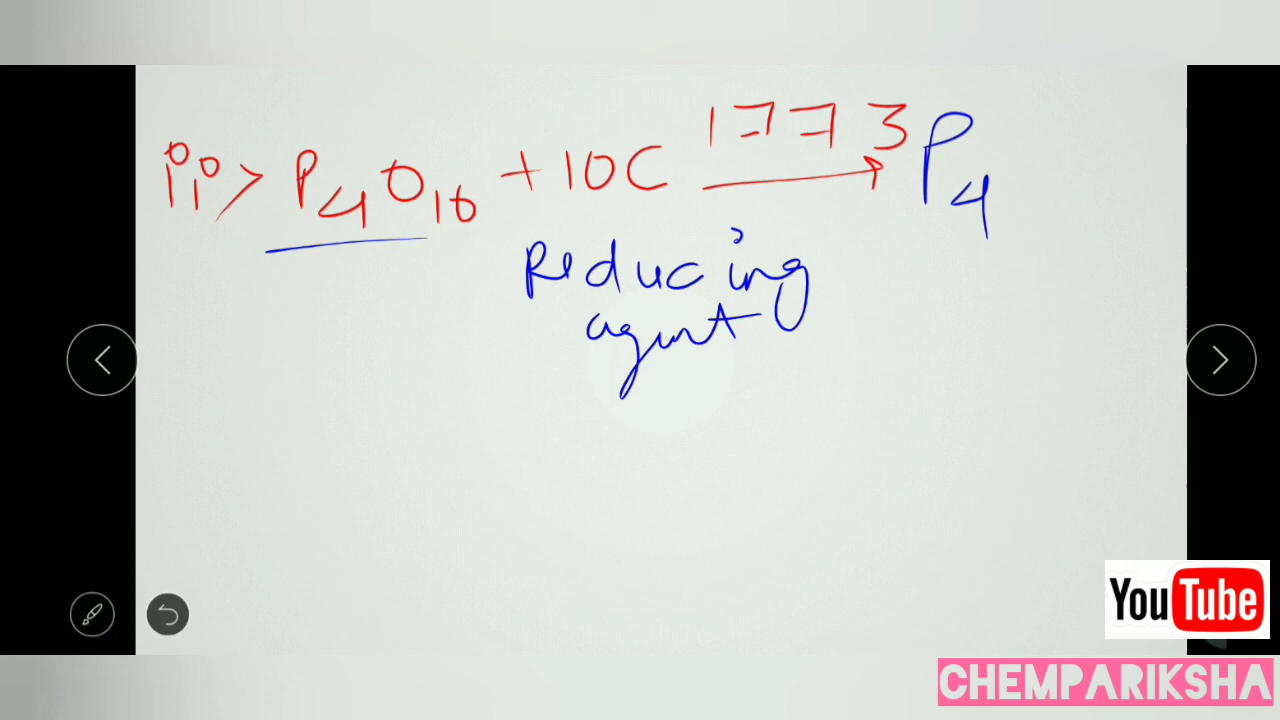 ii> P4O10 + 10C 1773 → P4
Reducing
agent
YouTube
CHEMPARIKSHA